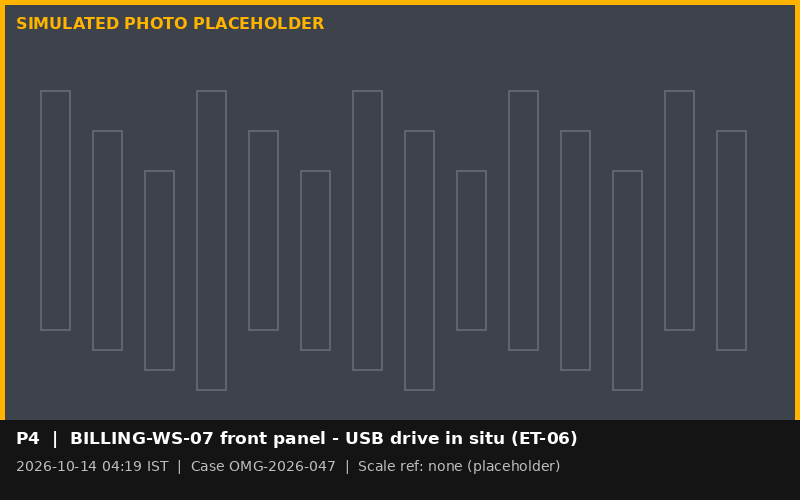 SIMULATED PHOTO PLACEHOLDER
P4 | BILLING-WS-07 front panel - USB drive in situ (ET-06)
2026-10-14 04:19 IST | Case OMG-2026-047 | Scale ref: none (placeholder)